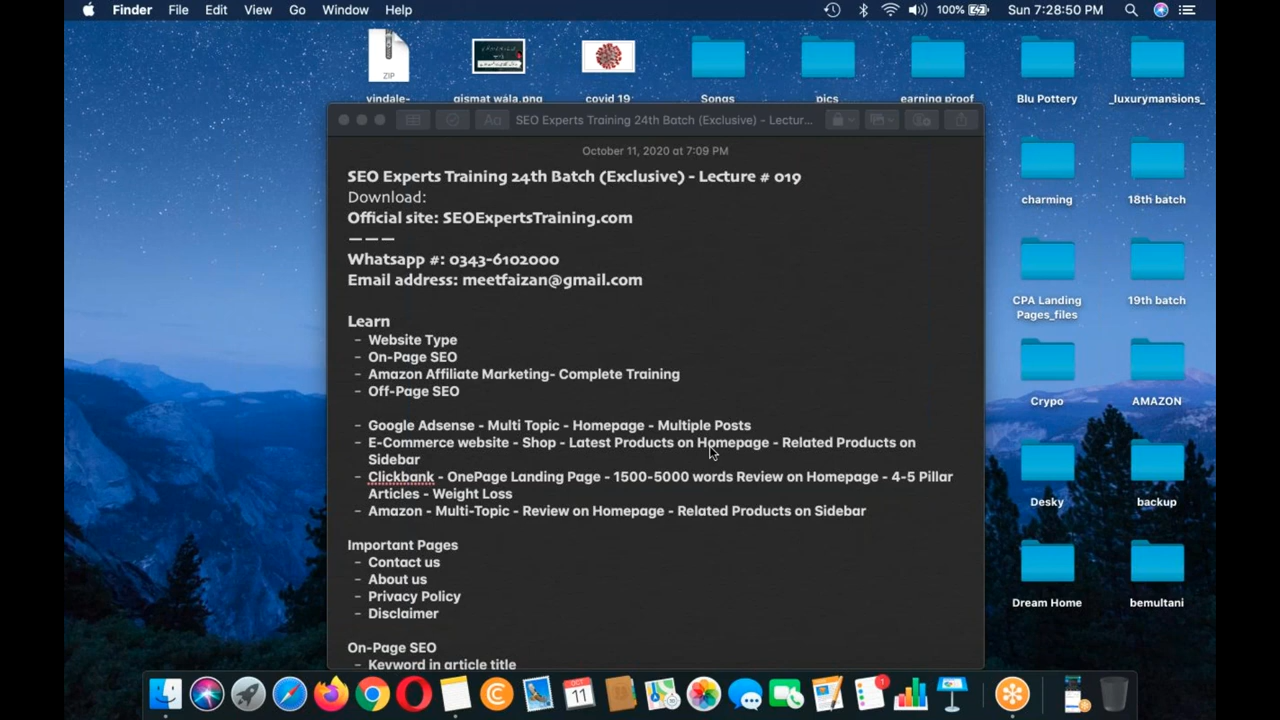 Finder File Edit View Go Window Help 100% Sun 7:28:50 PM
ZIP
vindale- qismat wala.png covid 19 Songs pics earning proof Blu Pottery _luxurymansions_
Aa SEO Experts Training 24th Batch (Exclusive) - Lectur...
October 11, 2020 at 7:09 PM
SEO Experts Training 24th Batch (Exclusive) - Lecture # 019
Download:
Official site: SEOExpertsTraining.com
———
Whatsapp #: 0343-6102000
Email address: meetfaizan@gmail.com
Learn
- Website Type
- On-Page SEO
- Amazon Affiliate Marketing- Complete Training
- Off-Page SEO
- Google Adsense - Multi Topic - Homepage - Multiple Posts
- E-Commerce website - Shop - Latest Products on Homepage - Related Products on
Sidebar
- Clickbank - OnePage Landing Page - 1500-5000 words Review on Homepage - 4-5 Pillar
Articles - Weight Loss
- Amazon - Multi-Topic - Review on Homepage - Related Products on Sidebar
Important Pages
- Contact us
- About us
- Privacy Policy
- Disclaimer
On-Page SEO
- Keyword in article title
charming 18th batch
CPA Landing
Pages_files
19th batch
Crypo AMAZON
Desky backup
Dream Home bemultani
OCT
11
1